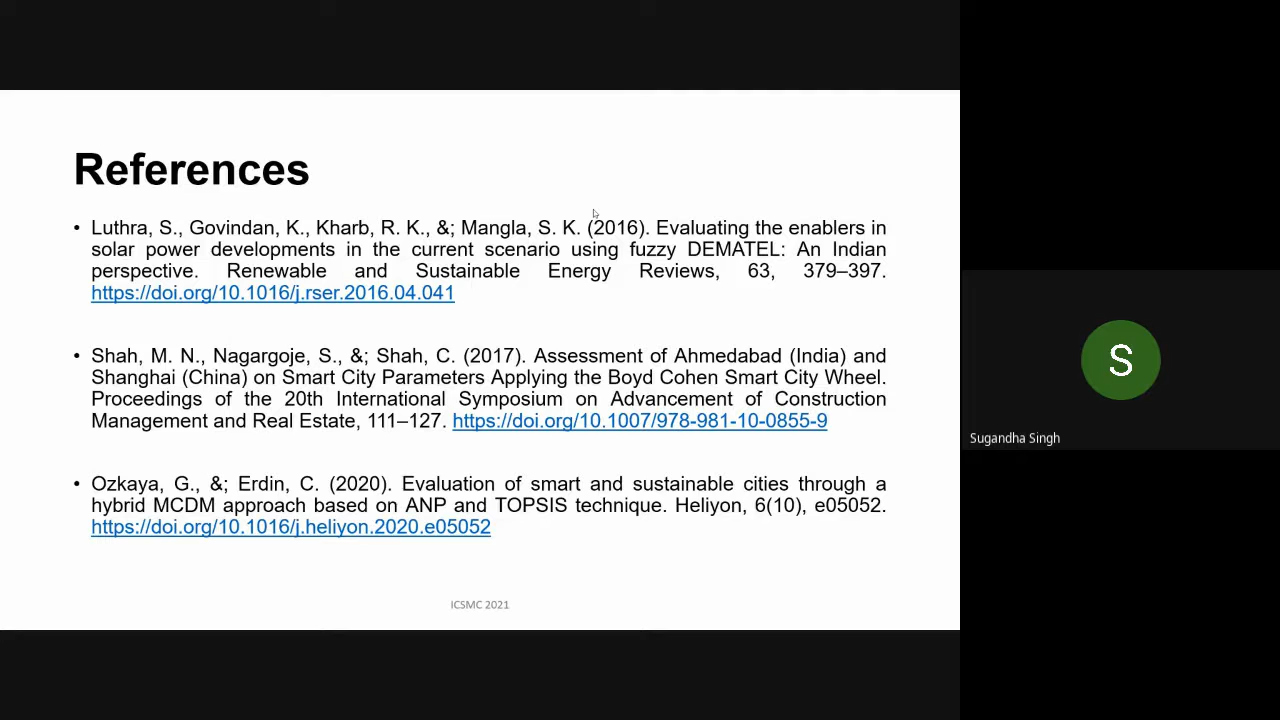 References
• Luthra, S., Govindan, K., Kharb, R. K., &; Mangla, S. K. (2016). Evaluating the enablers in
solar power developments in the current scenario using fuzzy DEMATEL: An Indian
perspective. Renewable and Sustainable Energy Reviews, 63, 379–397.
https://doi.org/10.1016/j.rser.2016.04.041
• Shah, M. N., Nagargoje, S., &; Shah, C. (2017). Assessment of Ahmedabad (India) and
Shanghai (China) on Smart City Parameters Applying the Boyd Cohen Smart City Wheel.
Proceedings of the 20th International Symposium on Advancement of Construction
Management and Real Estate, 111–127. https://doi.org/10.1007/978-981-10-0855-9
• Ozkaya, G., &; Erdin, C. (2020). Evaluation of smart and sustainable cities through a
hybrid MCDM approach based on ANP and TOPSIS technique. Heliyon, 6(10), e05052.
https://doi.org/10.1016/j.heliyon.2020.e05052
ICSMC 2021
S
Sugandha Singh